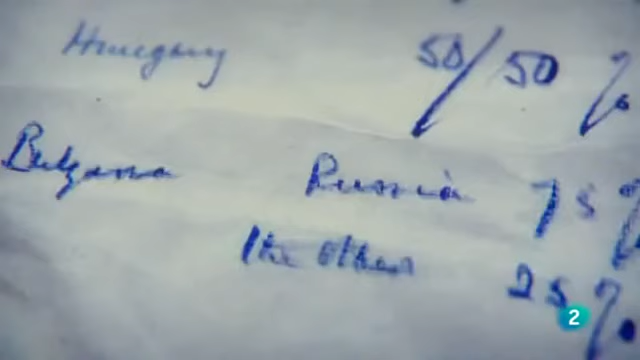 Hungary 50/50 %
Bulgaria Russia 75 %
The others 25 %
2